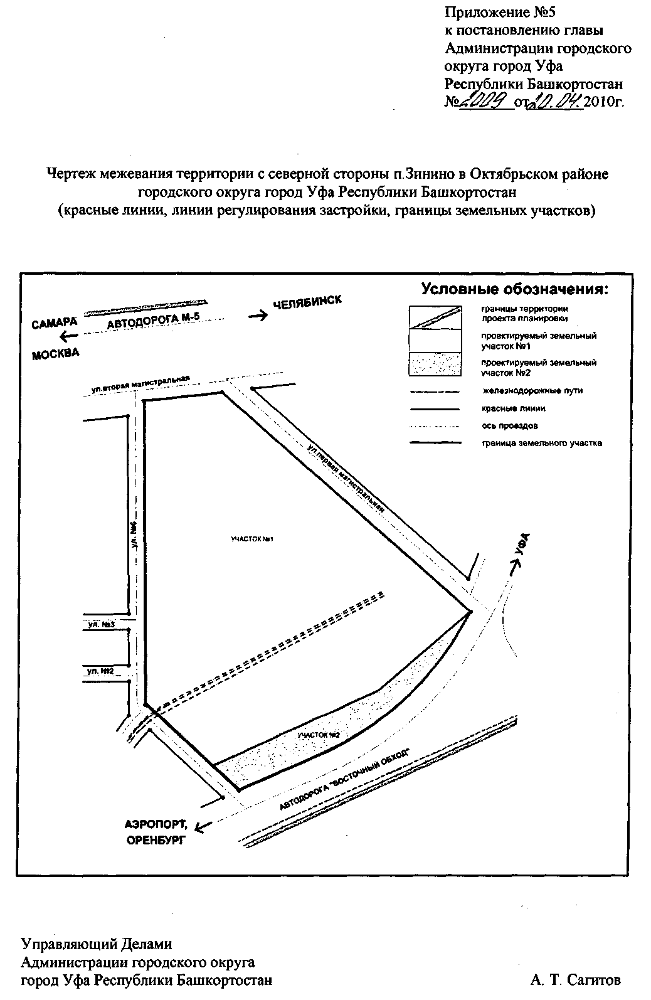 Приложение №5
к постановлению главы
Администрации городского
округа город Уфа
Республики Башкортостан
№ 2009 от 20.04.2010г.
Чертеж межевания территории с северной стороны п.Зинино в Октябрьском районе
городского округа город Уфа Республики Башкортостан
(красные линии, линии регулирования застройки, границы земельных участков)
Условные обозначения:
границы территории
проекта планировки
проектируемый земельный
участок №1
проектируемый земельный
участок №2
железнодорожные пути
красные линии
ось проездов
граница земельного участка
САМАРА
МОСКВА
АВТОДОРОГА М-5
ЧЕЛЯБИНСК
ул.вторая магистральная
ул.первая магистральная
ул. №6
УЧАСТОК №1
УФА
ул. №3
ул. №2
УЧАСТОК №2
АВТОДОРОГА "ВОСТОЧНЫЙ ОБХОД"
АЭРОПОРТ,
ОРЕНБУРГ
Управляющий Делами
Администрации городского округа
город Уфа Республики Башкортостан
А. Т. Сагитов